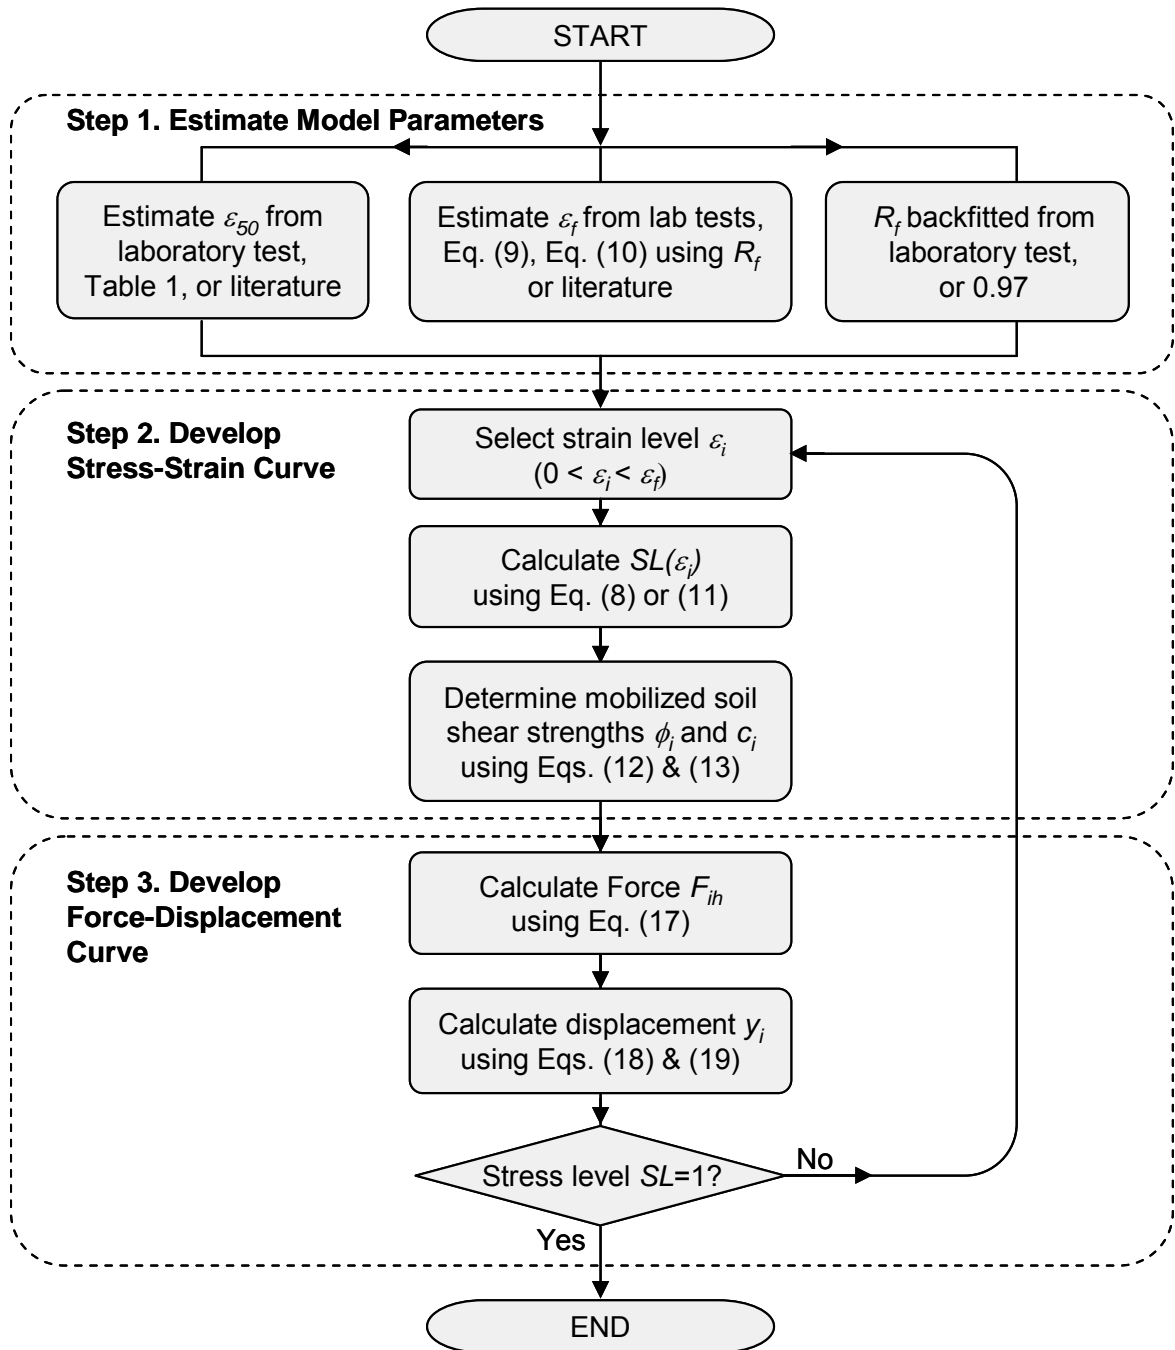 START
Step 1. Estimate Model Parameters
Estimate ε50 from
laboratory test,
Table 1, or literature
Estimate εf from lab tests,
Eq. (9), Eq. (10) using Rf
or literature
Rf backfitted from
laboratory test,
or 0.97
Step 2. Develop
Stress-Strain Curve
Select strain level εi
(0 < εi < εf)
Calculate SL(εi)
using Eq. (8) or (11)
Determine mobilized soil
shear strengths ϕi and ci
using Eqs. (12) & (13)
Step 3. Develop
Force-Displacement
Curve
Calculate Force Fih
using Eq. (17)
Calculate displacement yi
using Eqs. (18) & (19)
Stress level SL=1?
No
Yes
END